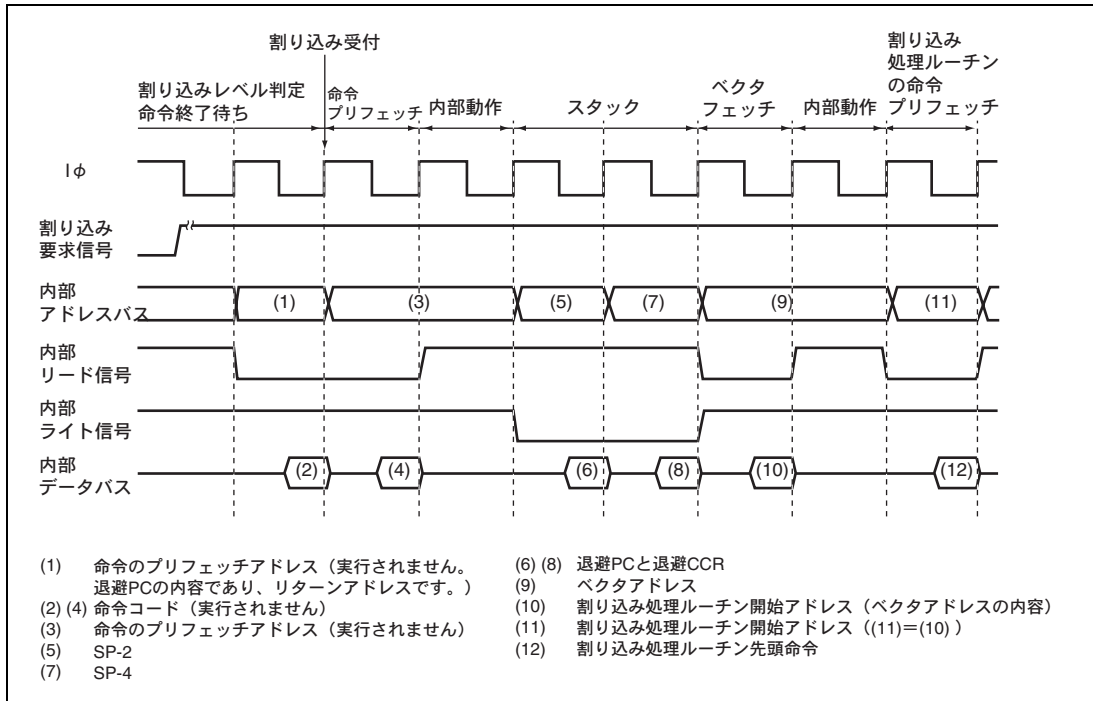 割り込み受付
割り込みレベル判定
命令終了待ち
命令
プリフェッチ
内部動作
スタック
ベクタ
フェッチ
内部動作
割り込み
処理ルーチン
の命令
プリフェッチ
Iφ
割り込み
要求信号
内部
アドレスバス
(1)
(3)
(5)
(7)
(9)
(11)
内部
リード信号
内部
ライト信号
内部
データバス
(2)
(4)
(6)
(8)
(10)
(12)
(1) 命令のプリフェッチアドレス（実行されません。
退避PCの内容であり、リターンアドレスです。）
(2) (4) 命令コード（実行されません）
(3) 命令のプリフェッチアドレス（実行されません）
(5) SP-2
(7) SP-4
(6) (8) 退避PCと退避CCR
(9) ベクタアドレス
(10) 割り込み処理ルーチン開始アドレス（ベクタアドレスの内容）
(11) 割り込み処理ルーチン開始アドレス（(11)＝(10) ）
(12) 割り込み処理ルーチン先頭命令